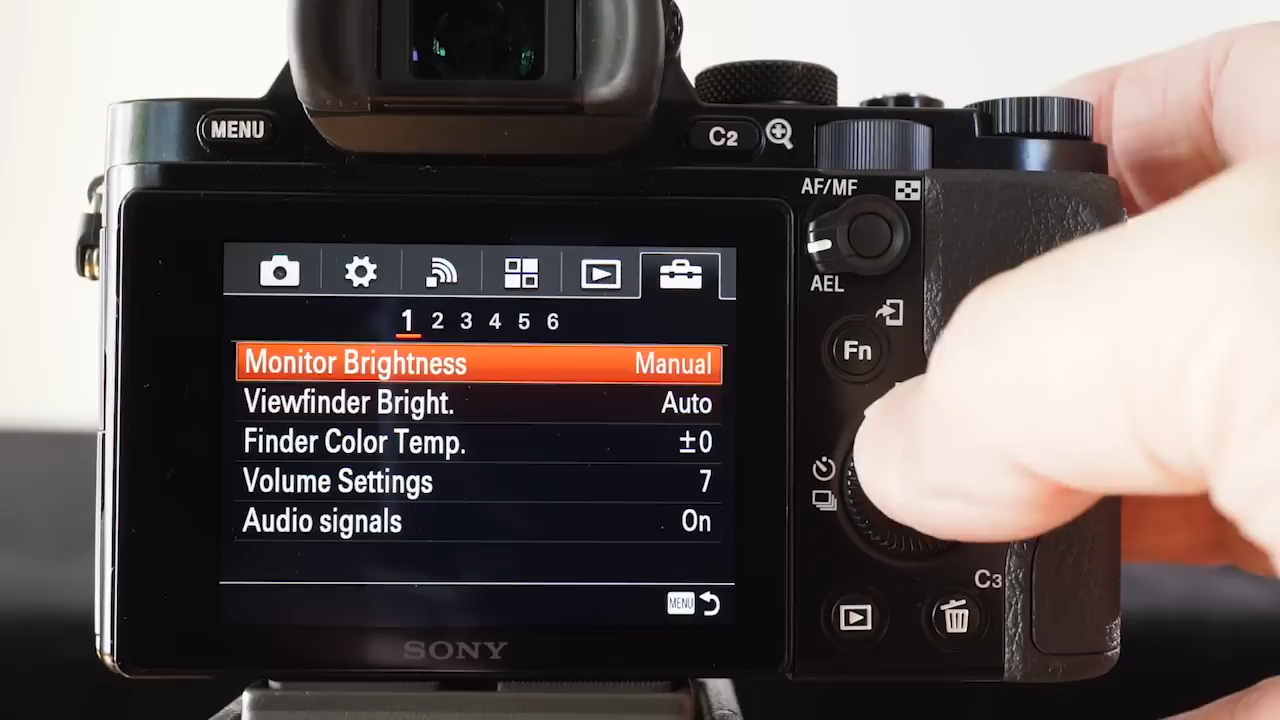 MENU
C2
AF/MF
AEL
1 2 3 4 5 6
Monitor Brightness Manual
Viewfinder Bright. Auto
Finder Color Temp. ±0
Volume Settings 7
Audio signals On
MENU
Fn
C3
SONY